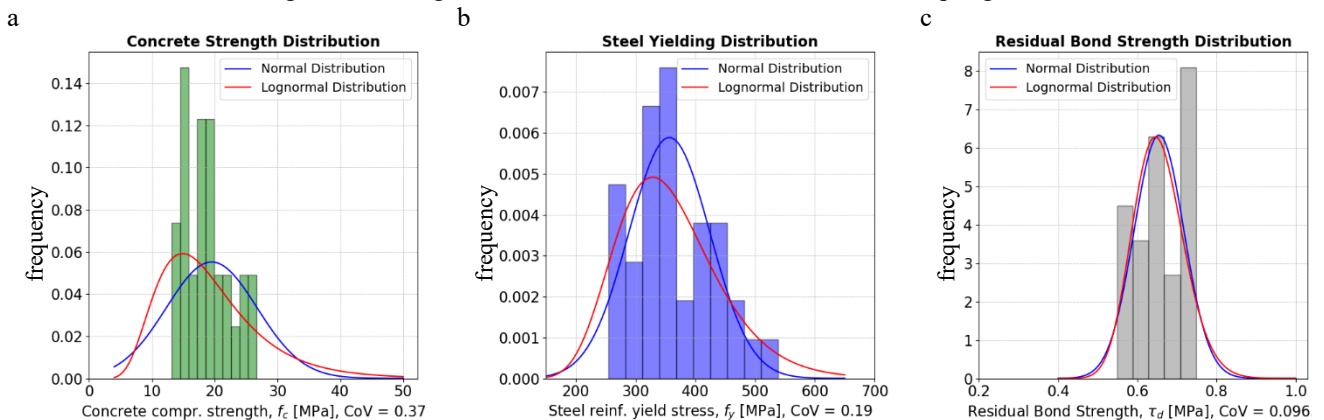 a
b
c
Concrete Strength Distribution
Normal Distribution
Lognormal Distribution
0.14
0.12
0.10
0.08
0.06
0.04
0.02
0.00
frequency
0 10 20 30 40 50
Concrete compr. strength, f_c [MPa], CoV = 0.37
Steel Yielding Distribution
Normal Distribution
Lognormal Distribution
0.007
0.006
0.005
0.004
0.003
0.002
0.001
0.000
frequency
200 300 400 500 600 700
Steel reinf. yield stress, f_y [MPa], CoV = 0.19
Residual Bond Strength Distribution
Normal Distribution
Lognormal Distribution
8
7
6
5
4
3
2
1
0
frequency
0.2 0.4 0.6 0.8 1.0
Residual Bond Strength, τ_d [MPa], CoV = 0.096